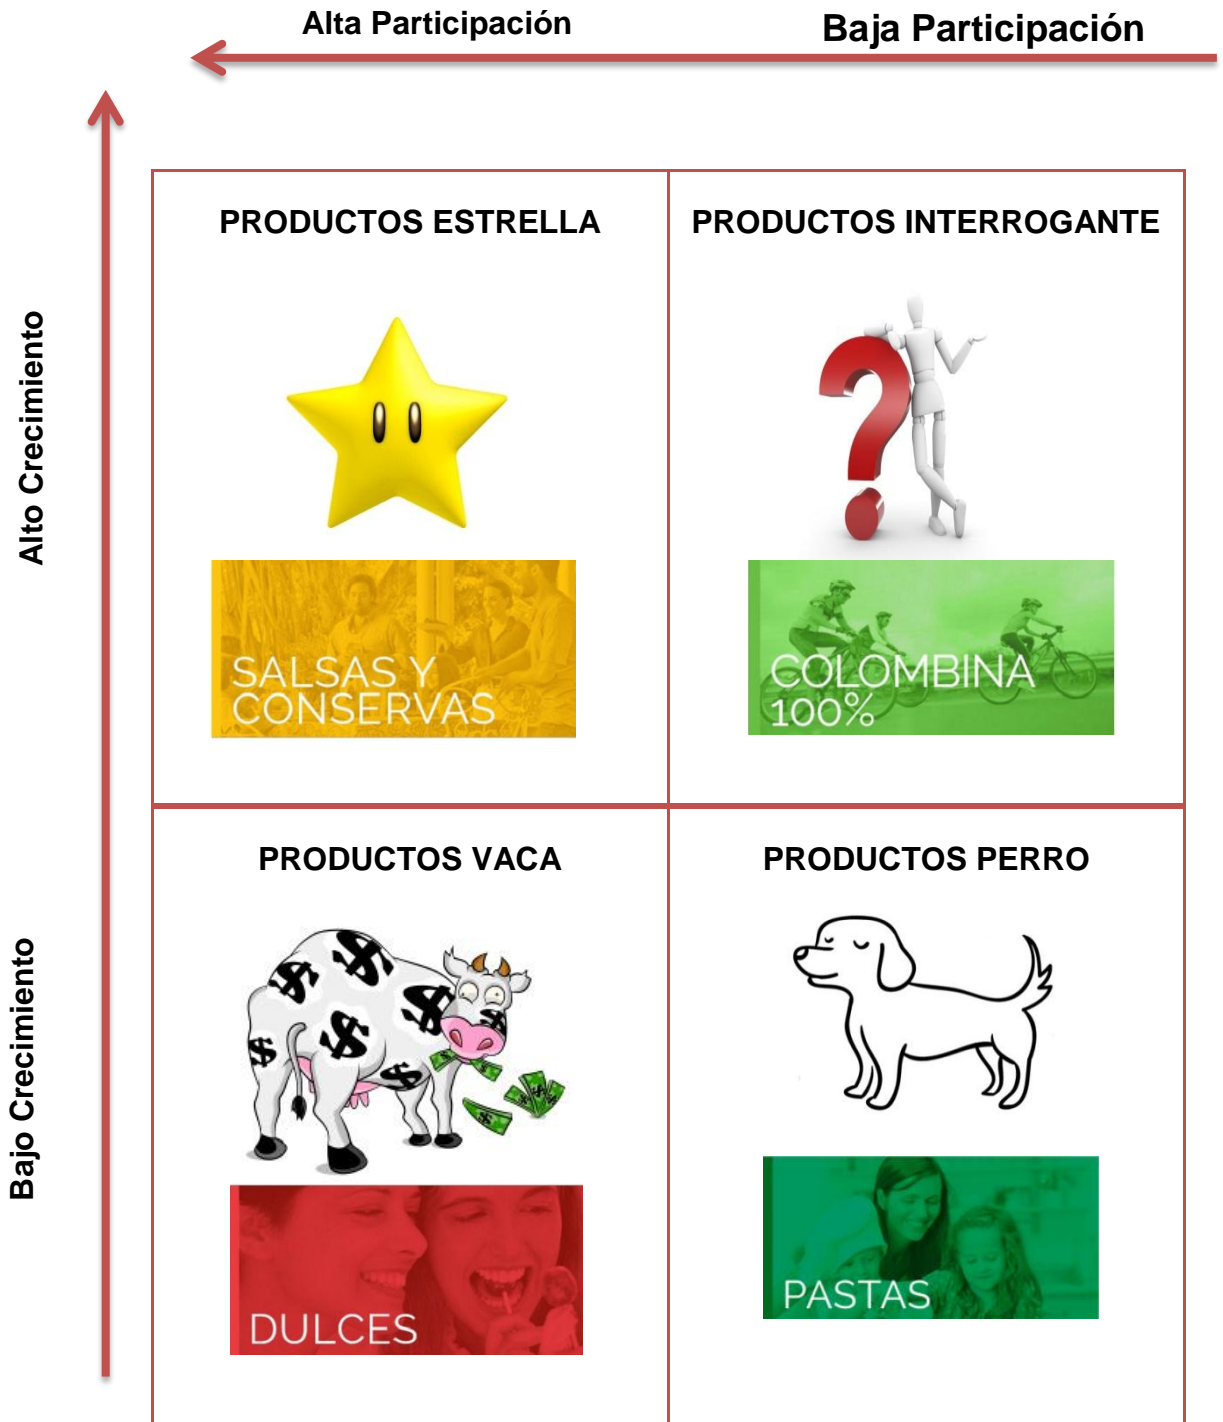 Alta Participación
Baja Participación
Alto Crecimiento
PRODUCTOS ESTRELLA
SALSAS Y
CONSERVAS
PRODUCTOS INTERROGANTE
COLOMBINA
100%
Bajo Crecimiento
PRODUCTOS VACA
DULCES
PRODUCTOS PERRO
PASTAS